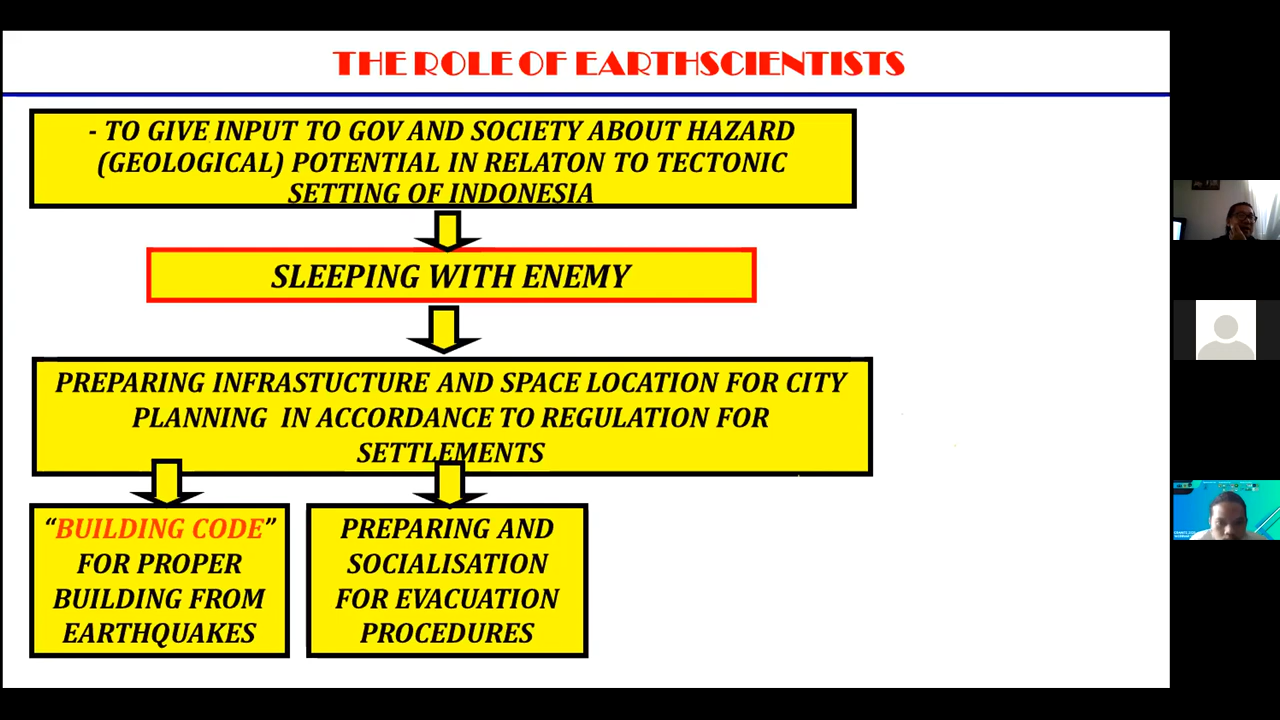 THE ROLE OF EARTHSCIENTISTS
- TO GIVE INPUT TO GOV AND SOCIETY ABOUT HAZARD
(GEOLOGICAL) POTENTIAL IN RELATON TO TECTONIC
SETTING OF INDONESIA
SLEEPING WITH ENEMY
PREPARING INFRASTUCTURE AND SPACE LOCATION FOR CITY
PLANNING IN ACCORDANCE TO REGULATION FOR
SETTLEMENTS
“BUILDING CODE”
FOR PROPER
BUILDING FROM
EARTHQUAKES
PREPARING AND
SOCIALISATION
FOR EVACUATION
PROCEDURES